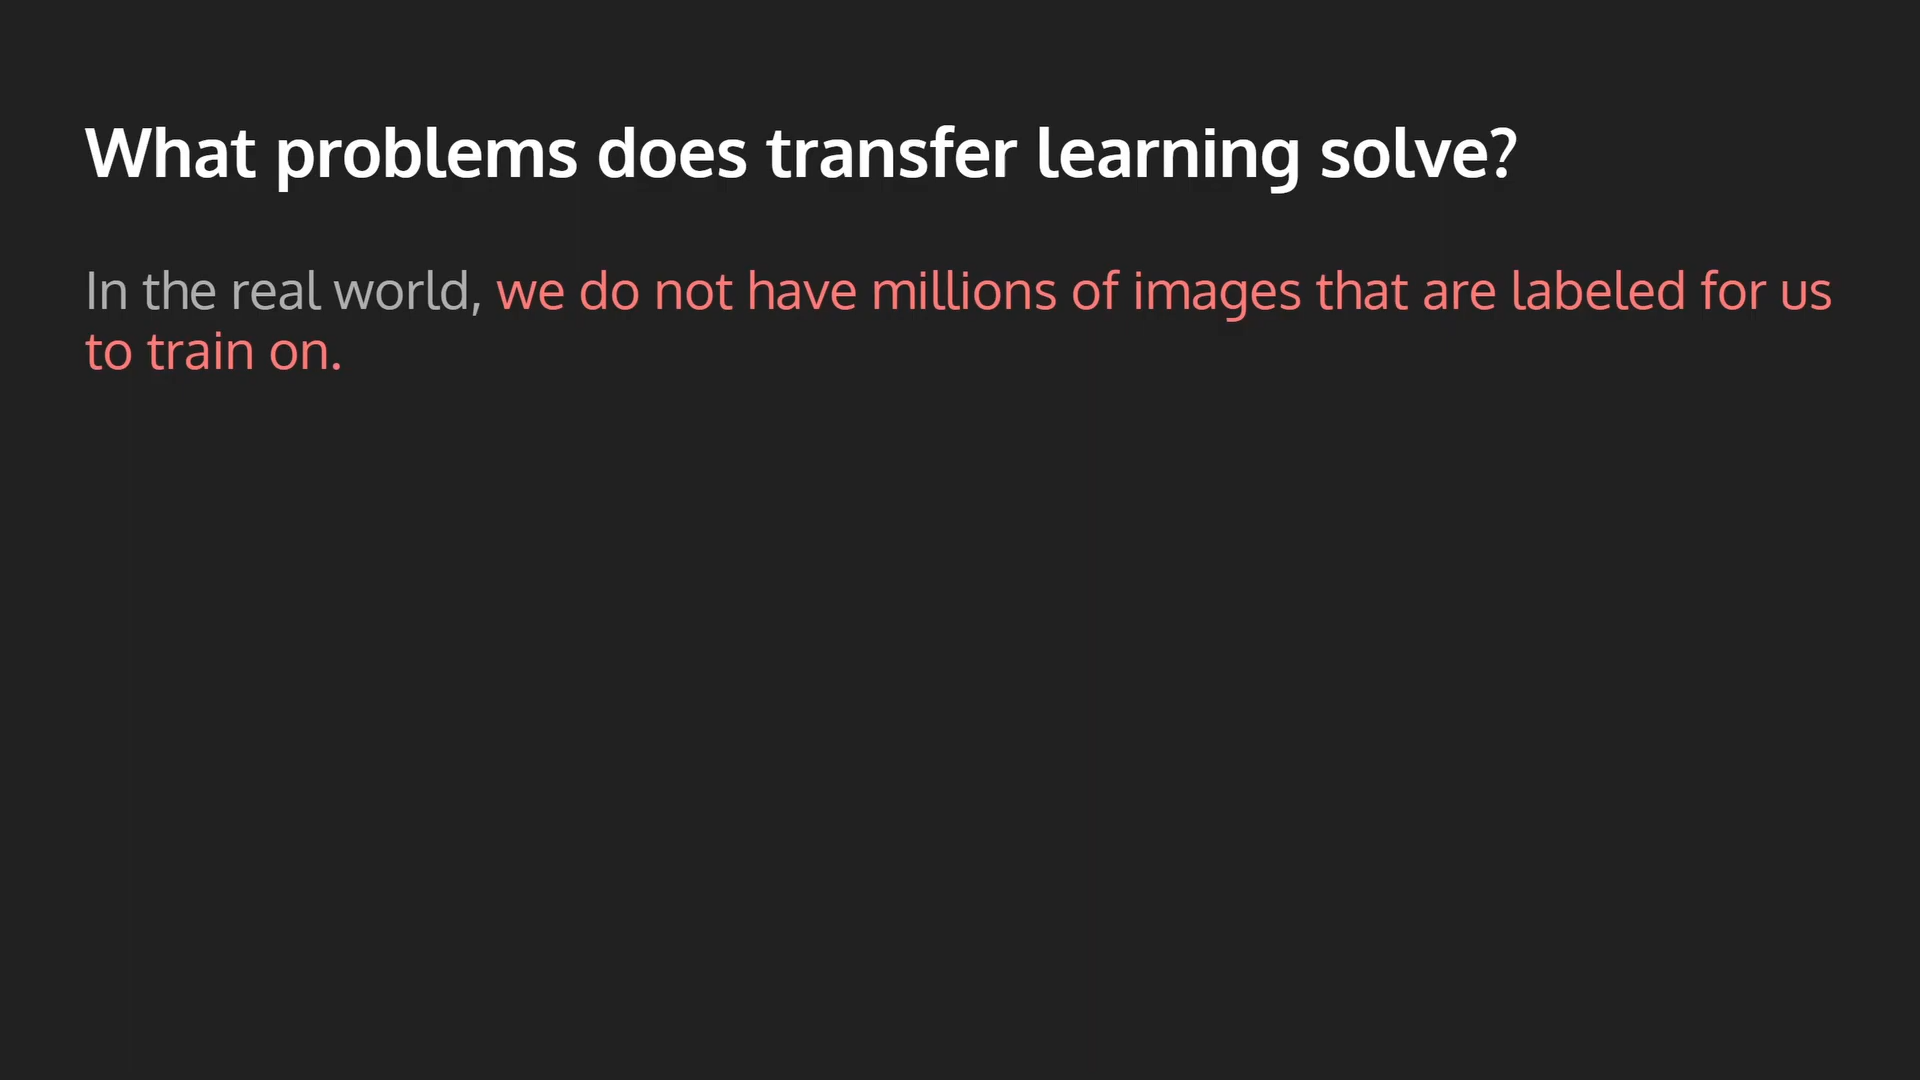 What problems does transfer learning solve?
In the real world, we do not have millions of images that are labeled for us
to train on.